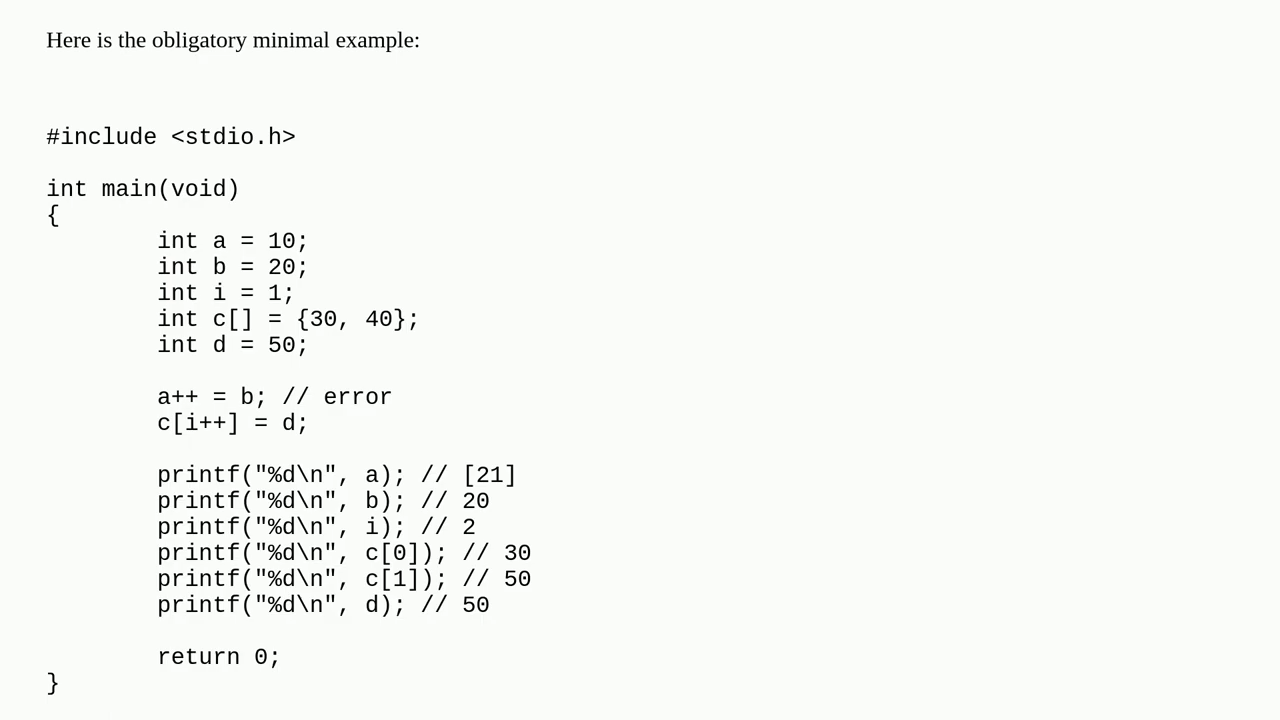 Here is the obligatory minimal example:
#include <stdio.h>
int main(void)
{
        int a = 10;
        int b = 20;
        int i = 1;
        int c[] = {30, 40};
        int d = 50;
        a++ = b; // error
        c[i++] = d;
        printf("%d\n", a); // [21]
        printf("%d\n", b); // 20
        printf("%d\n", i); // 2
        printf("%d\n", c[0]); // 30
        printf("%d\n", c[1]); // 50
        printf("%d\n", d); // 50
        return 0;
}